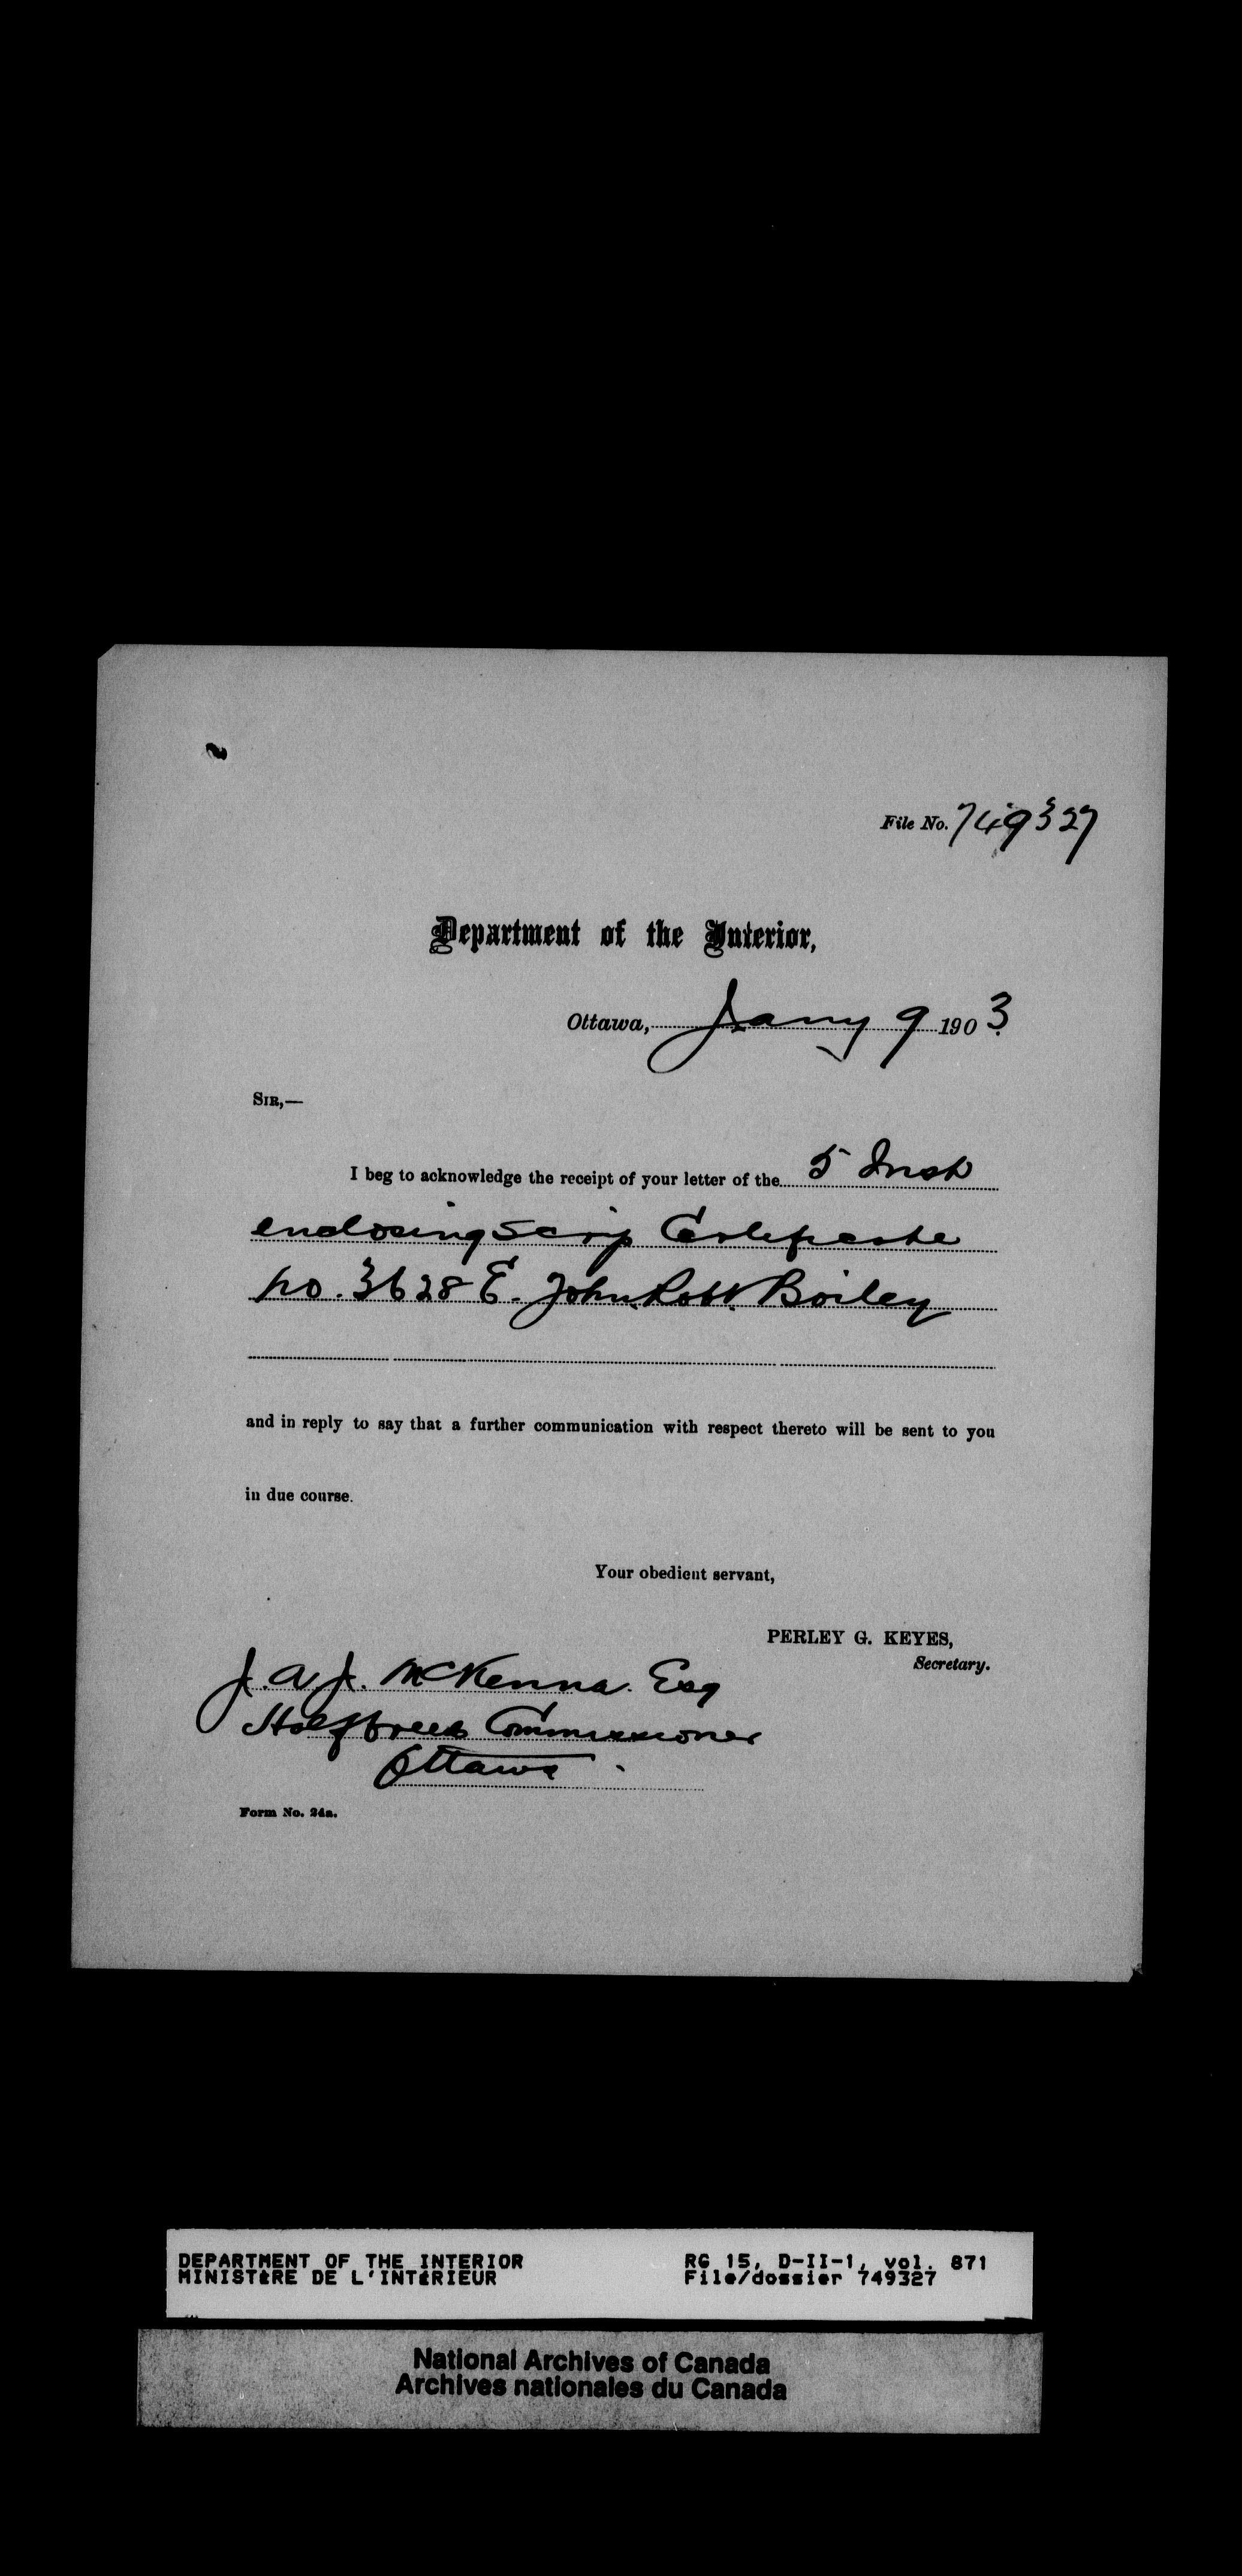 File No. 749327
Department of the Interior,
Ottawa, Jany 9 1903
SIR,—
I beg to acknowledge the receipt of your letter of the 5 Inst
enclosing Scrip Certificate
No. 3628 E. John Robt. Boiley
and in reply to say that a further communication with respect thereto will be sent to you
in due course.
Your obedient servant,
PERLEY G. KEYES,
Secretary.
J. A. J. McKenna. Esq
Halfbreed Commissioner
Ottawa.
Form No. 24a.
DEPARTMENT OF THE INTERIOR RG 15, D-II-1, vol. 871
MINISTÈRE DE L'INTÉRIEUR File/dossier 749327
National Archives of Canada
Archives nationales du Canada